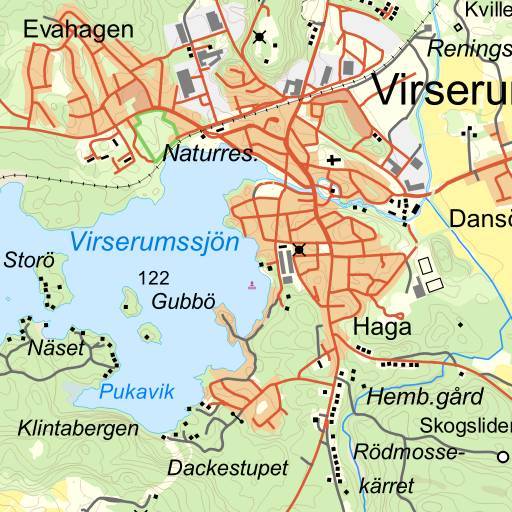 Kville
Evahagen
Renings
Virserum
Naturres.
Dansö
Virserumssjön
Storö
122
Gubbö
Haga
Näset
Pukavik
Hemb.gård
Klintabergen
Skogsliden
Rödmosse-
Dackestupet
kärret